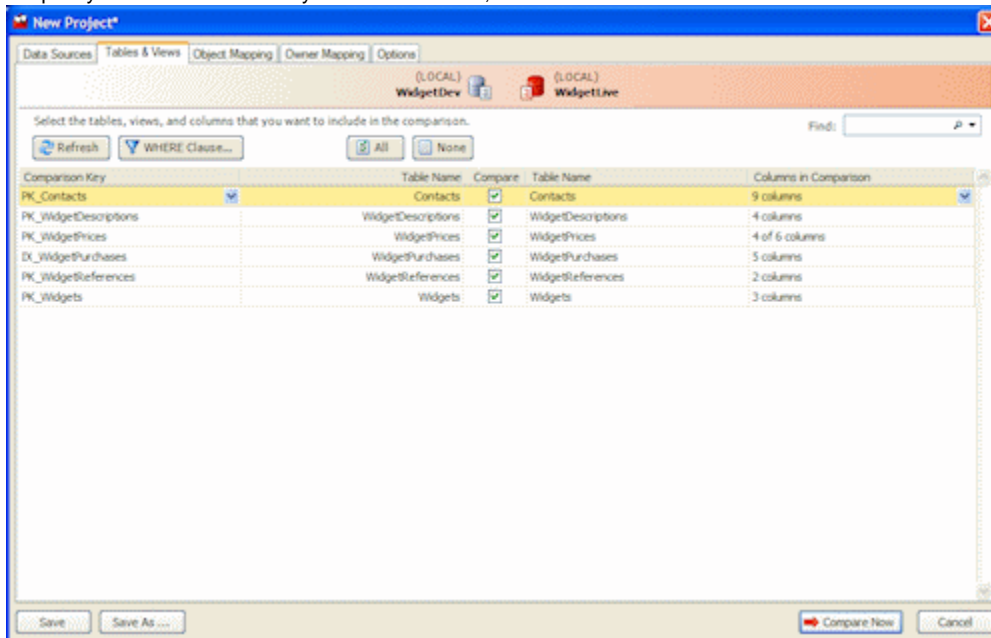 New Project*
Data Sources Tables & Views Object Mapping Owner Mapping Options
(LOCAL) (LOCAL)
WidgetDev WidgetLive
Select the tables, views, and columns that you want to include in the comparison.
Find:
Refresh WHERE Clause... All None
Comparison Key Table Name Compare Table Name Columns in Comparison
PK_Contacts Contacts Contacts 9 columns
PK_WidgetDescriptions WidgetDescriptions WidgetDescriptions 4 columns
PK_WidgetPrices WidgetPrices WidgetPrices 4 of 6 columns
IX_WidgetPurchases WidgetPurchases WidgetPurchases 5 columns
PK_WidgetReferences WidgetReferences WidgetReferences 2 columns
PK_Widgets Widgets Widgets 3 columns
Save Save As .... Compare Now Cancel